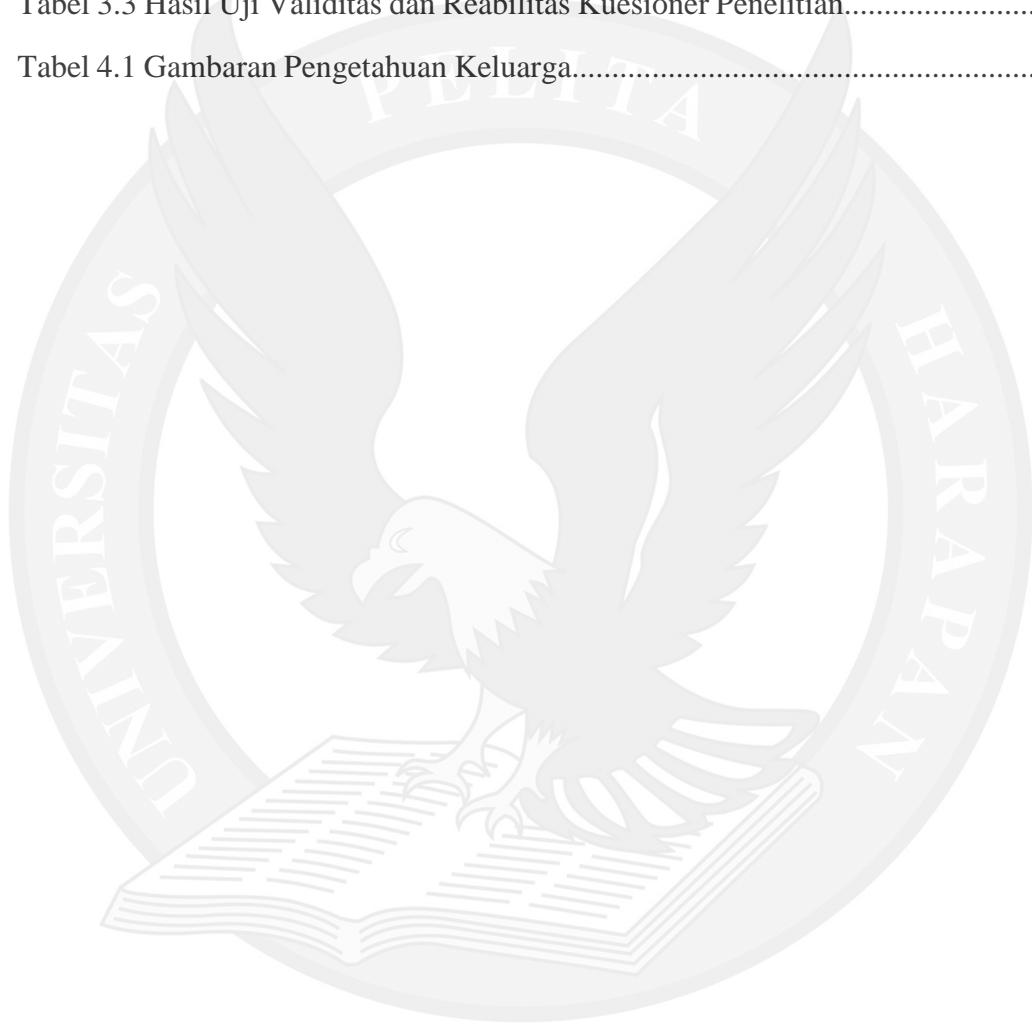 Tabel 3.3 Hasil Uji Validitas dan Reabilitas Kuesioner Penelitian......................
Tabel 4.1 Gambaran Pengetahuan Keluarga....................................................
UNIVERSITAS PELITA HARAPAN